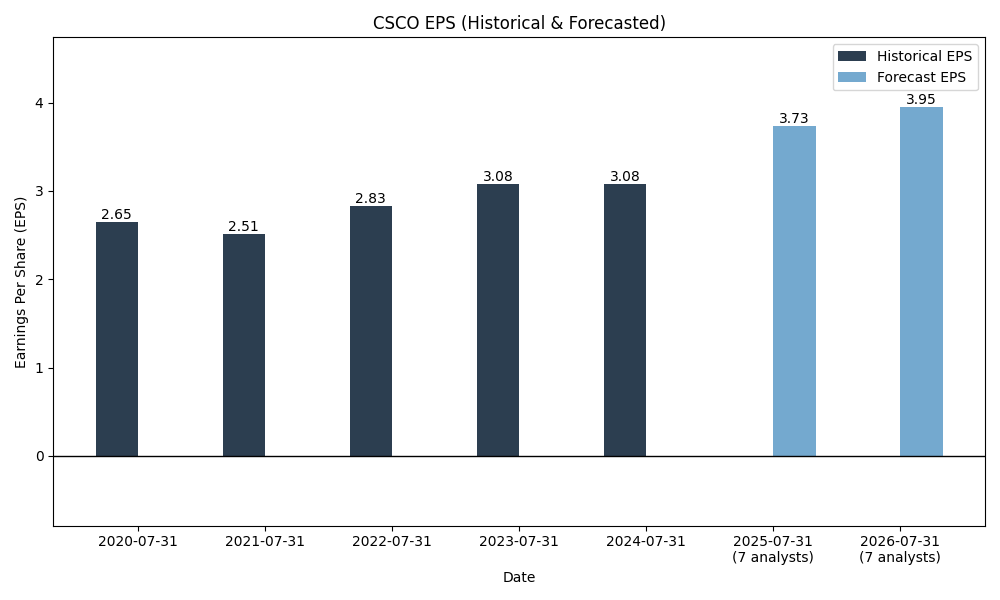 CSCO EPS (Historical & Forecasted)
Historical EPS
Forecast EPS
Earnings Per Share (EPS)
4
3
2
1
0
2.65
2.51
2.83
3.08
3.08
3.73
3.95
2020-07-31
2021-07-31
2022-07-31
2023-07-31
2024-07-31
2025-07-31
(7 analysts)
2026-07-31
(7 analysts)
Date